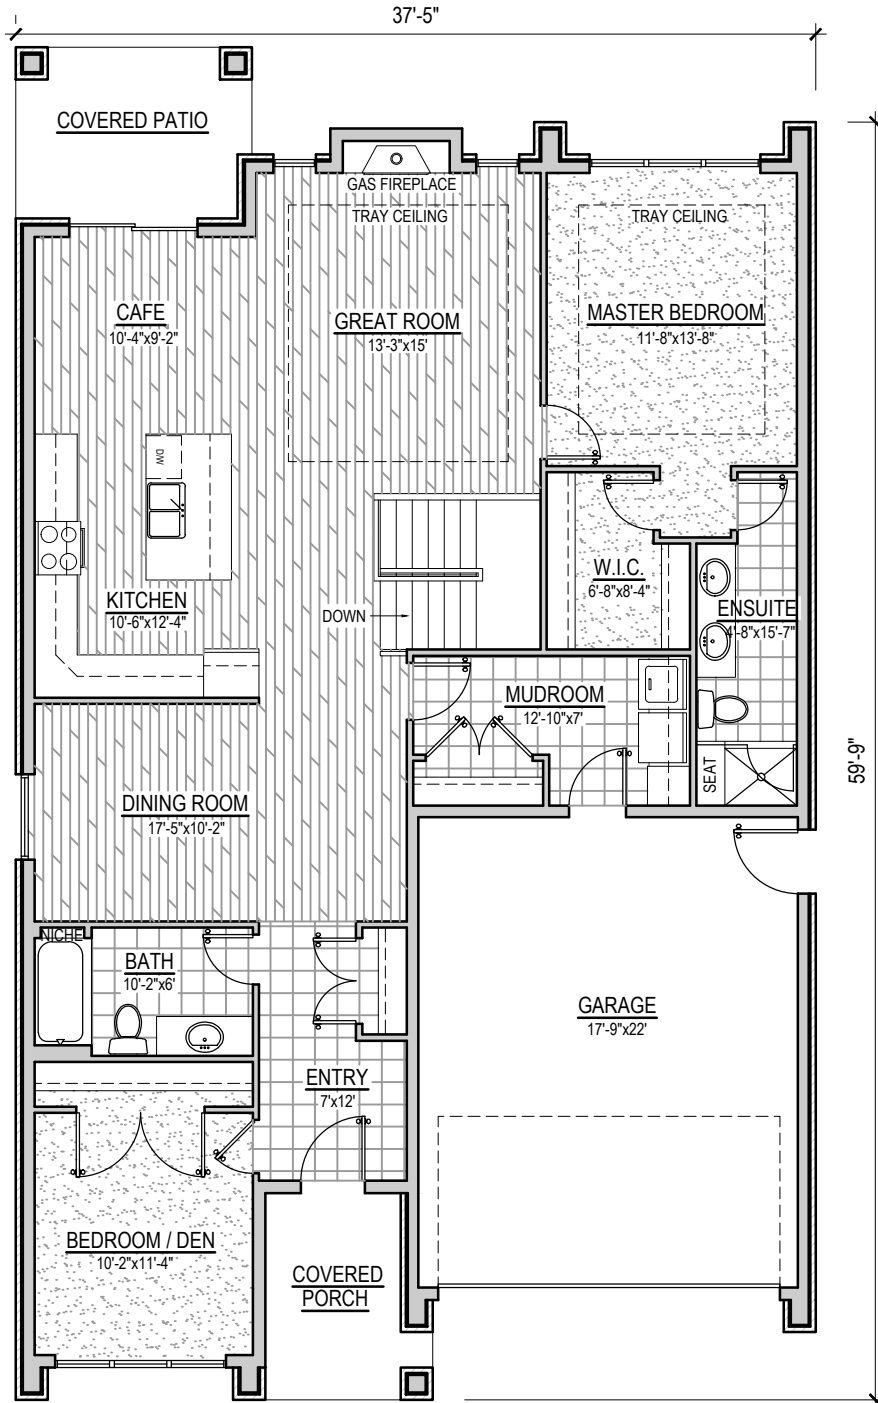 37'-5"
COVERED PATIO
GAS FIREPLACE
TRAY CEILING
TRAY CEILING
CAFE
10'-4"x9'-2"
GREAT ROOM
13'-3"x15'
MASTER BEDROOM
11'-8"x13'-8"
D/W
KITCHEN
10'-6"x12'-4"
DOWN
W.I.C.
6'-8"x8'-4"
ENSUITE
4'-8"x15'-7"
MUDROOM
12'-10"x7'
SEAT
59'-9"
DINING ROOM
17'-5"x10'-2"
NICHE
BATH
10'-2"x6'
GARAGE
17'-9"x22'
ENTRY
7'x12'
BEDROOM / DEN
10'-2"x11'-4"
COVERED
PORCH